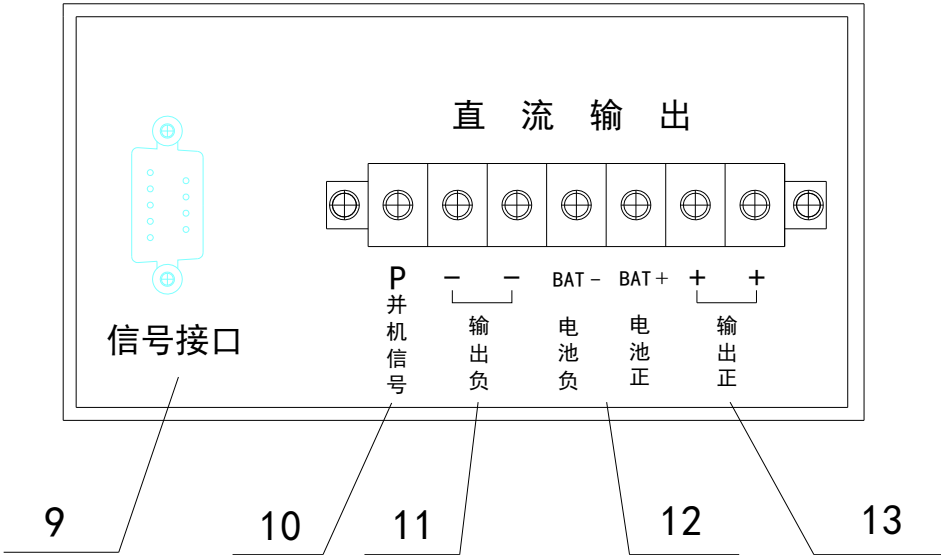 直流输出
P
并机信号
− −
输出负
BAT−
电池负
BAT+
电池正
+ +
输出正
信号接口
9
10
11
12
13